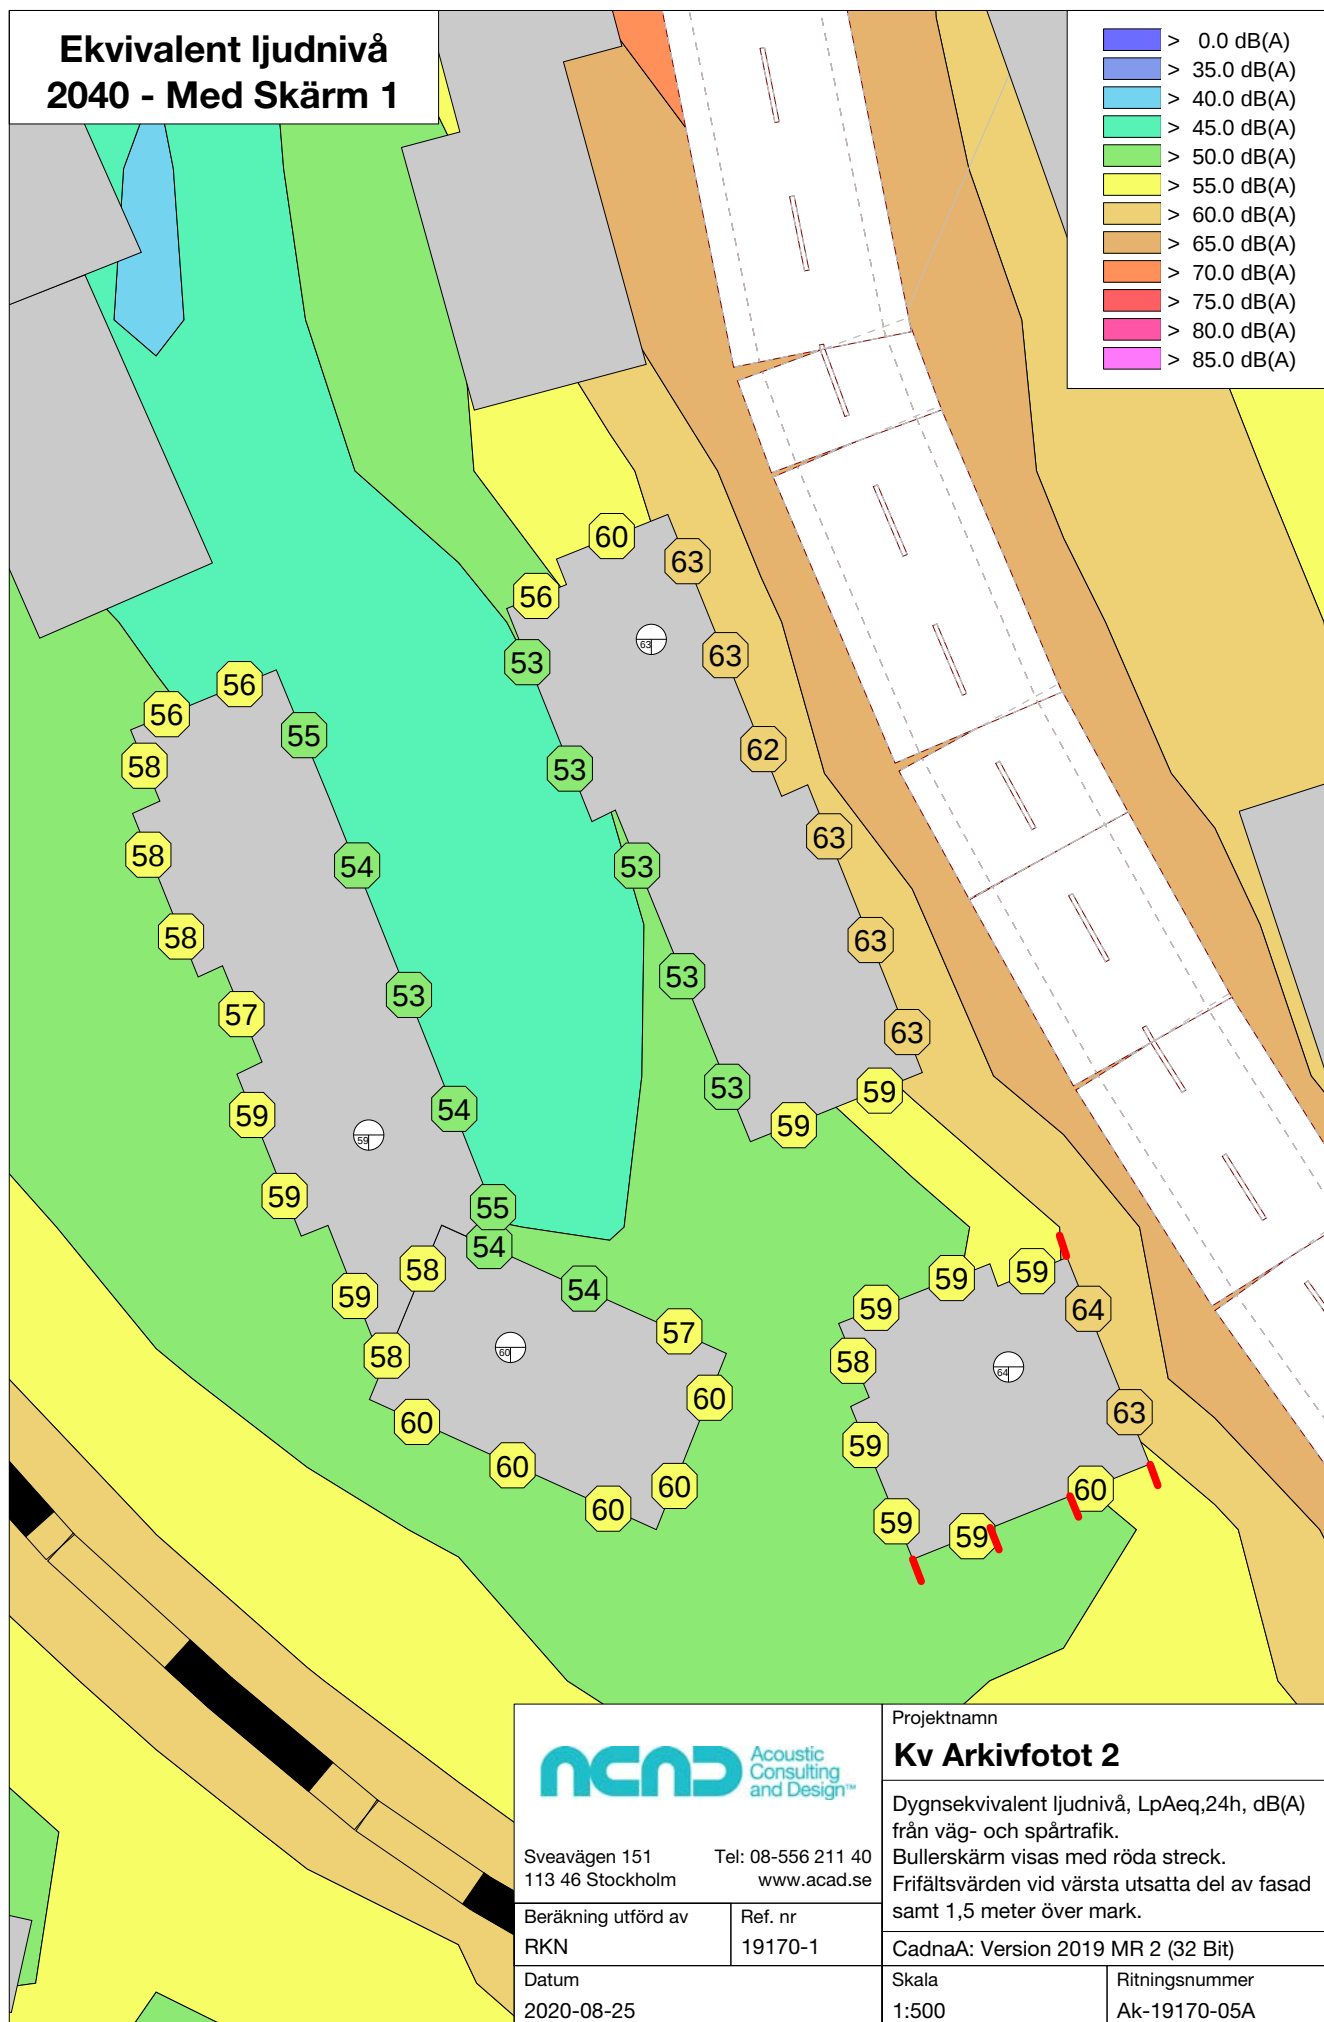 Ekvivalent ljudnivå
2040 - Med Skärm 1
> 0.0 dB(A)
> 35.0 dB(A)
> 40.0 dB(A)
> 45.0 dB(A)
> 50.0 dB(A)
> 55.0 dB(A)
> 60.0 dB(A)
> 65.0 dB(A)
> 70.0 dB(A)
> 75.0 dB(A)
> 80.0 dB(A)
> 85.0 dB(A)
60
63
56
63
53
63
56
56
55
62
58
53
63
58
54
53
58
63
53
53
57
63
53
59
54
59
59
59
59
55
54
58
59
59
54
59
59
64
57
60
58
58
64
60
63
60
59
60
60
60
60
59
59
ACAD
Acoustic
Consulting
and Design™
Sveavägen 151 Tel: 08-556 211 40
113 46 Stockholm www.acad.se
Beräkning utförd av Ref. nr
RKN 19170-1
Datum
2020-08-25
Projektnamn
Kv Arkivfotot 2
Dygnsekvivalent ljudnivå, LpAeq,24h, dB(A)
från väg- och spårtrafik.
Bullerskärm visas med röda streck.
Frifältsvärden vid värsta utsatta del av fasad
samt 1,5 meter över mark.
CadnaA: Version 2019 MR 2 (32 Bit)
Skala Ritningsnummer
1:500 Ak-19170-05A